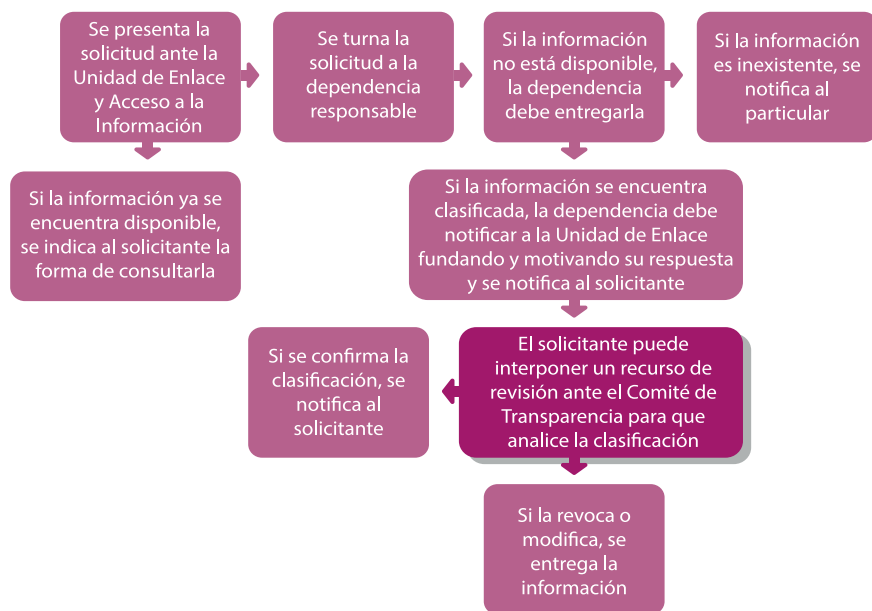 Se presenta la
solicitud ante la
Unidad de Enlace
y Acceso a la
Información
Se turna la
solicitud a la
dependencia
responsable
Si la información
no está disponible,
la dependencia
debe entregarla
Si la información
es inexistente, se
notifica al
particular
Si la información ya se
encuentra disponible,
se indica al solicitante la
forma de consultarla
Si la información se encuentra
clasificada, la dependencia debe
notificar a la Unidad de Enlace
fundando y motivando su respuesta
y se notifica al solicitante
Si se confirma la
clasificación, se
notifica al
solicitante
El solicitante puede
interponer un recurso de
revisión ante el Comité de
Transparencia para que
analice la clasificación
Si la revoca o
modifica, se
entrega la
información